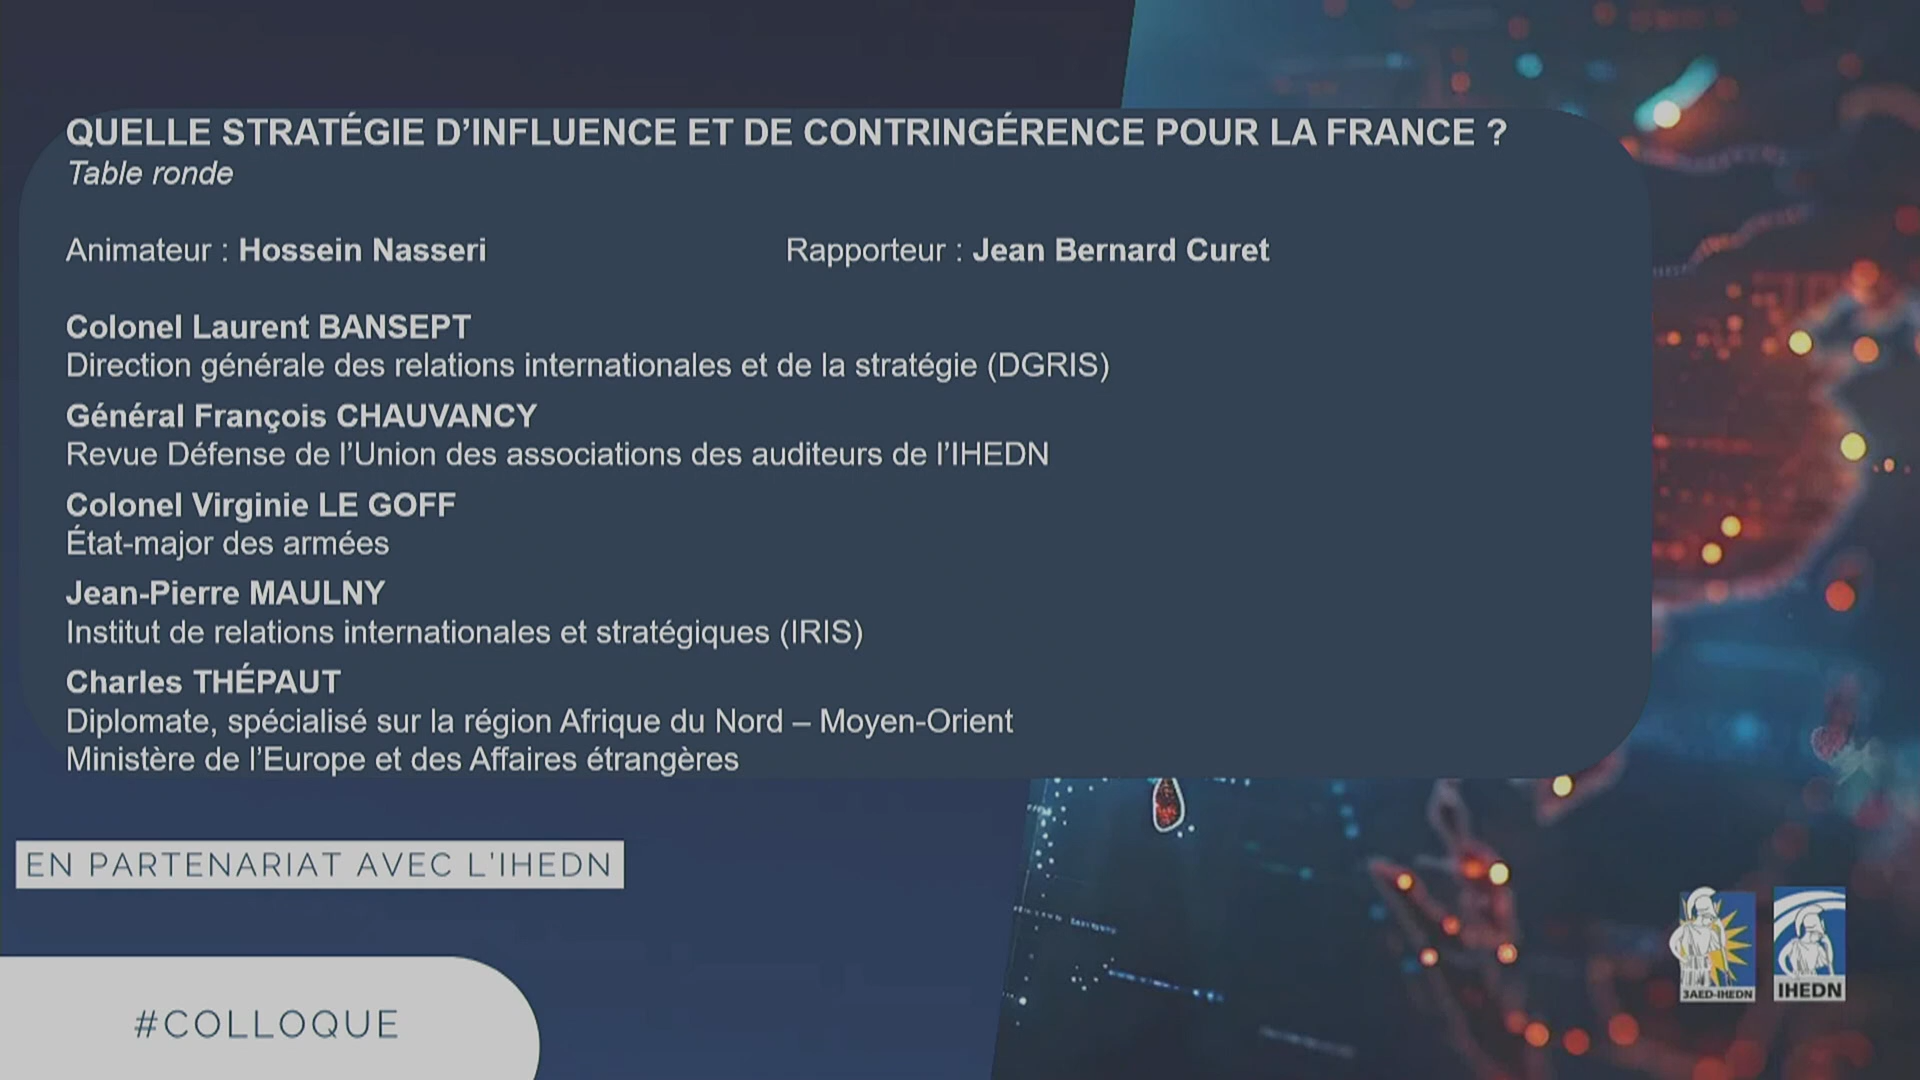 QUELLE STRATÉGIE D’INFLUENCE ET DE CONTRINGÉRENCE POUR LA FRANCE ?
Table ronde
Animateur : Hossein Nasseri
Rapporteur : Jean Bernard Curet
Colonel Laurent BANSEPT
Direction générale des relations internationales et de la stratégie (DGRIS)
Général François CHAUVANCY
Revue Défense de l’Union des associations des auditeurs de l’IHEDN
Colonel Virginie LE GOFF
État-major des armées
Jean-Pierre MAULNY
Institut de relations internationales et stratégiques (IRIS)
Charles THÉPAUT
Diplomate, spécialisé sur la région Afrique du Nord – Moyen-Orient
Ministère de l’Europe et des Affaires étrangères
EN PARTENARIAT AVEC L'IHEDN
#COLLOQUE
3AED-IHEDN
IHEDN